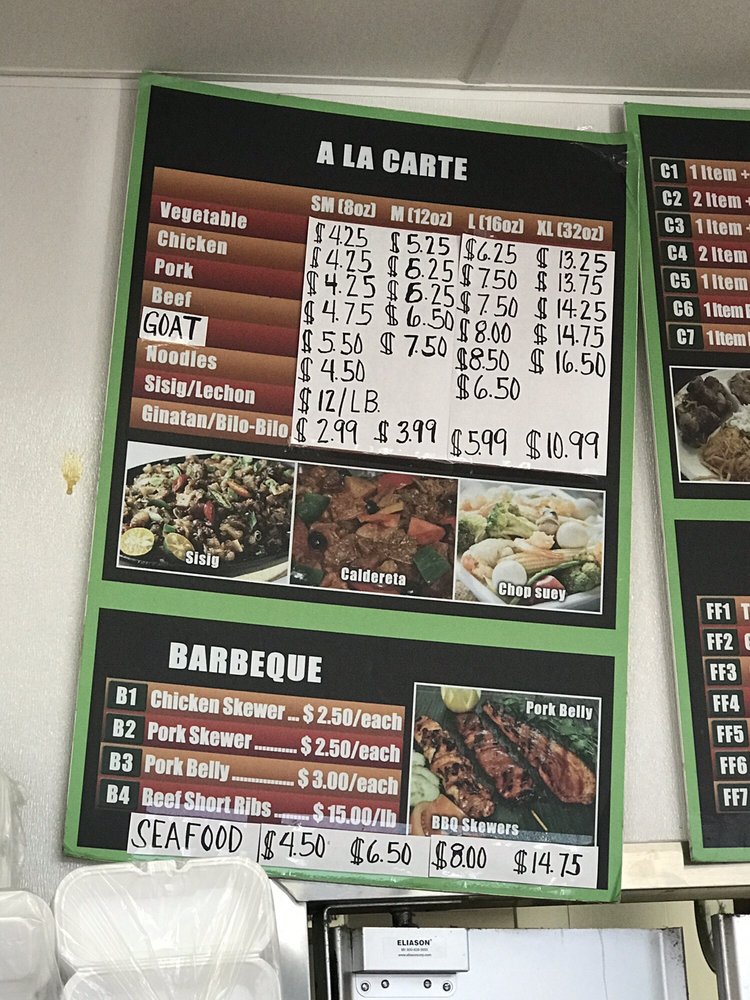 A LA CARTE
SM (8oz) M (12oz) L (16oz) XL (32oz)
Vegetable $4.25 $5.25 $6.25 $13.25
Chicken $4.25 $5.25 $7.50 $13.75
Pork $4.25 $5.25 $7.50 $14.25
Beef $4.75 $6.50 $8.00 $14.75
GOAT $5.50 $7.50 $8.50 $16.50
Noodles $4.50 $6.50
Sisig/Lechon $12/LB.
Ginatan/Bilo-Bilo $2.99 $3.99 $5.99 $10.99
Sisig
Caldereta
Chop suey
BARBEQUE
B1 Chicken Skewer ... $2.50/each
B2 Pork Skewer .......... $2.50/each
B3 Pork Belly .............. $3.00/each
B4 Beef Short Ribs ........ $15.00/lb
Pork Belly
BBQ Skewers
SEAFOOD $4.50 $6.50 $8.00 $14.75
C1 1 Item +
C2 2 Item +
C3 1 Item +
C4 2 Item
C5 1 Item
C6 1 Item
C7 1 Item
FF1
FF2
FF3
FF4
FF5
FF6
FF7
ELIASON